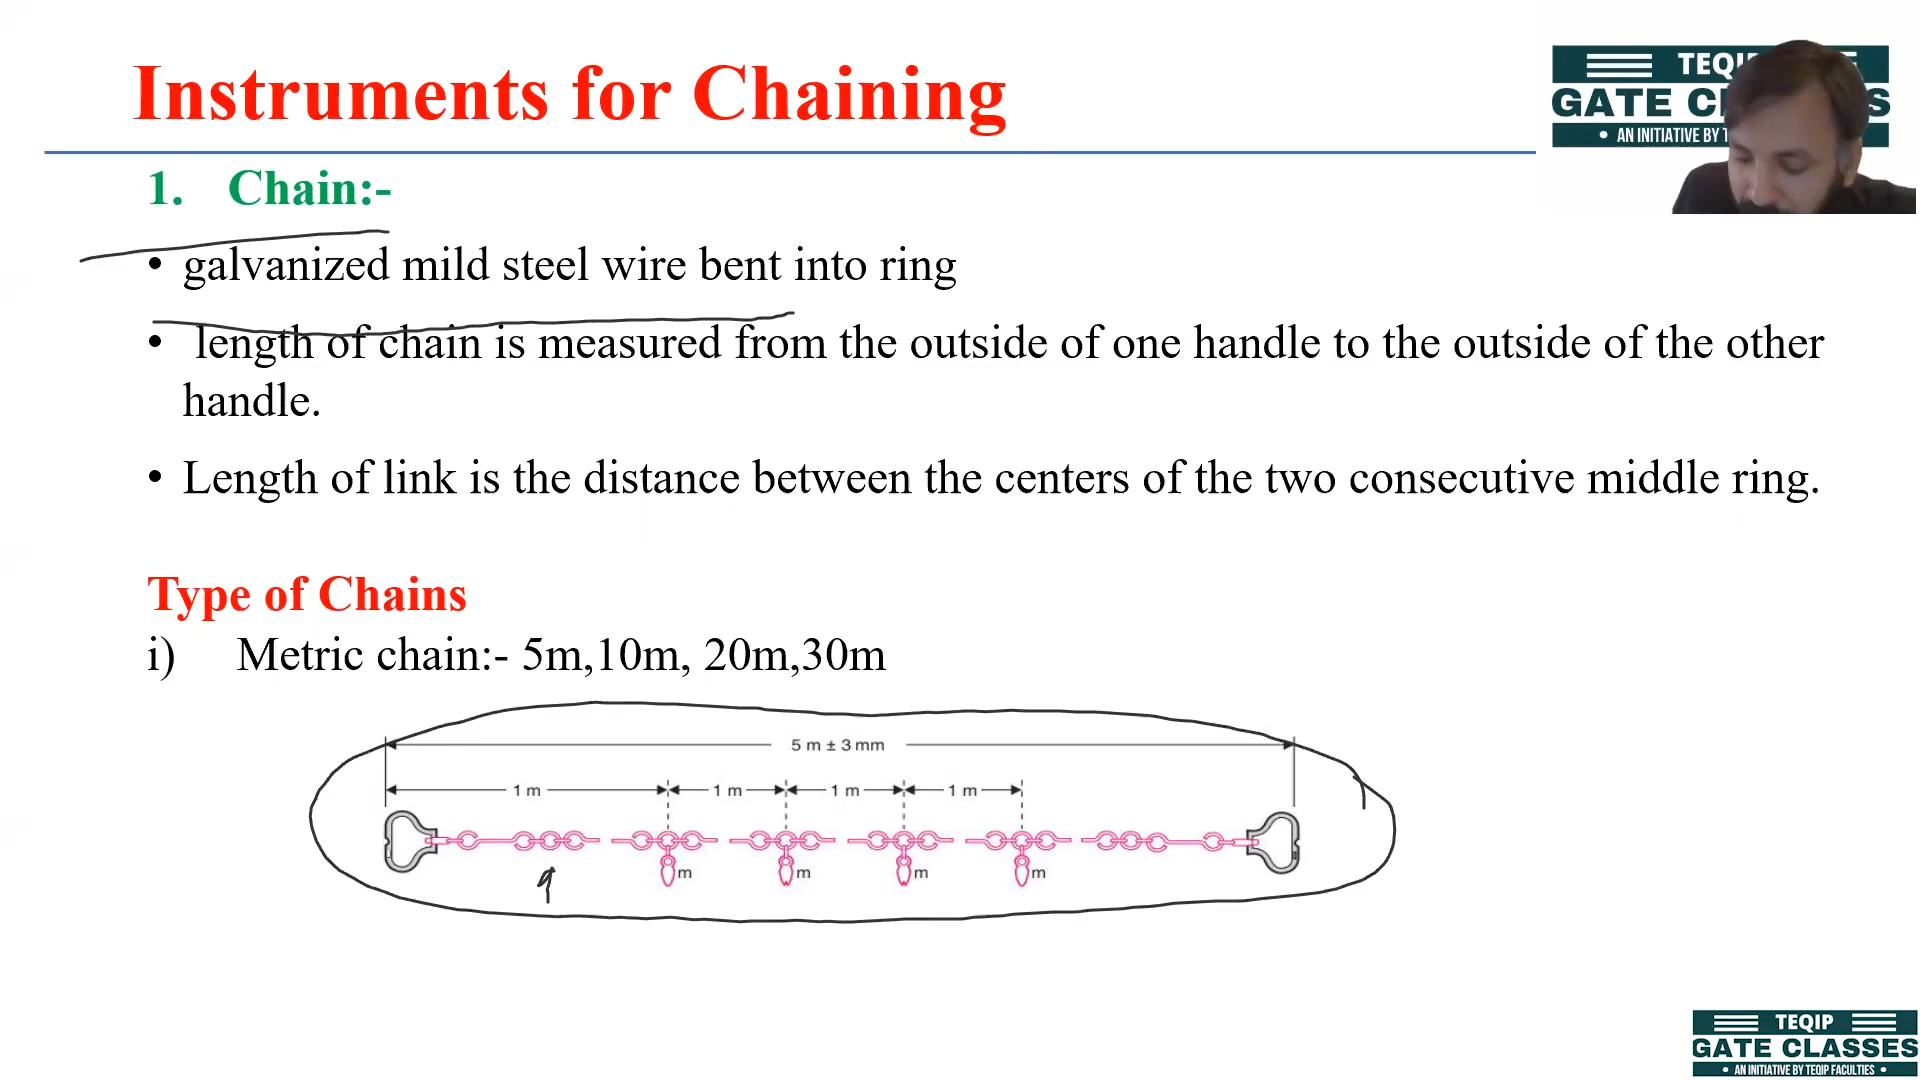 Instruments for Chaining
GATE
AN INITIATIVE BY
1. Chain:-
• galvanized mild steel wire bent into ring
• length of chain is measured from the outside of one handle to the outside of the other
handle.
• Length of link is the distance between the centers of the two consecutive middle ring.
Type of Chains
i) Metric chain:- 5m,10m, 20m,30m
5 m ± 3 mm
1 m 1 m 1 m 1 m
m m m m
TEQIP
GATE CLASSES
• AN INITIATIVE BY TEQIP FACULTIES •